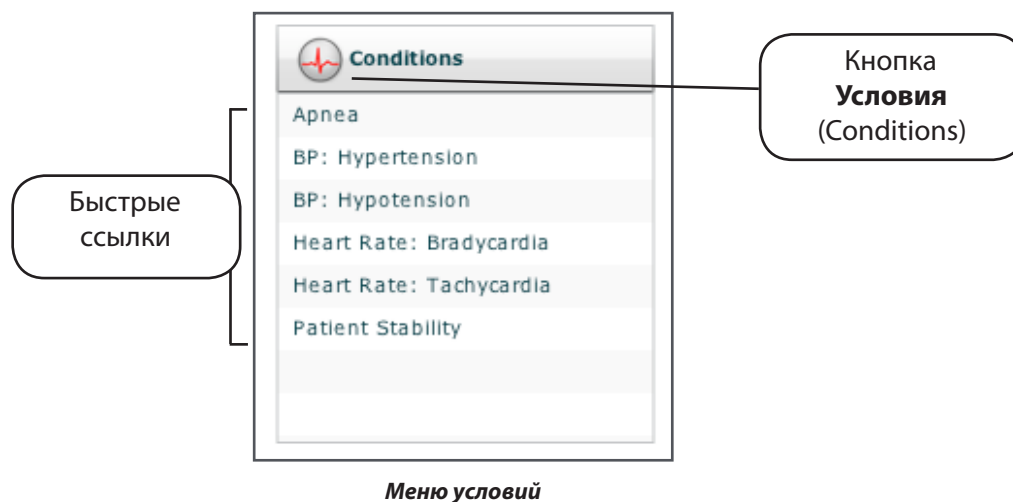 Conditions
Apnea
BP: Hypertension
BP: Hypotension
Heart Rate: Bradycardia
Heart Rate: Tachycardia
Patient Stability
Быстрые
ссылки
Кнопка
Условия
(Conditions)
Меню условий